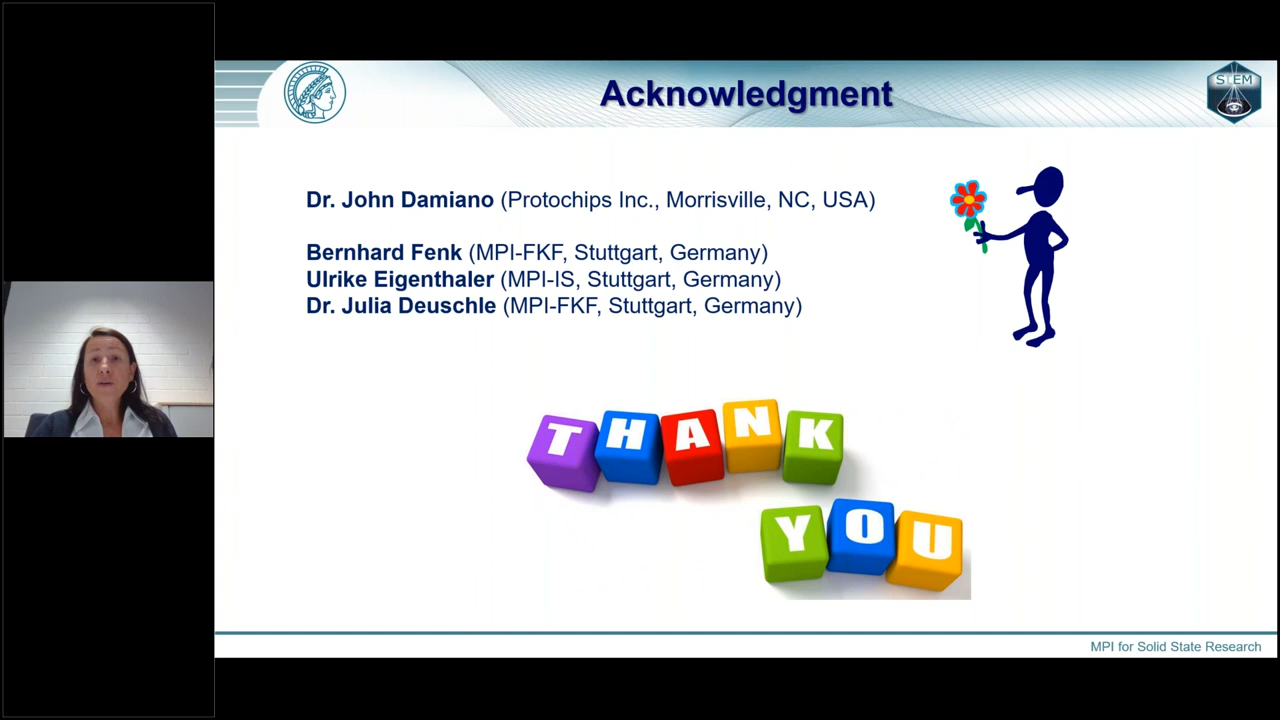 Acknowledgment
STEM
Dr. John Damiano (Protochips Inc., Morrisville, NC, USA)
Bernhard Fenk (MPI-FKF, Stuttgart, Germany)
Ulrike Eigenthaler (MPI-IS, Stuttgart, Germany)
Dr. Julia Deuschle (MPI-FKF, Stuttgart, Germany)
THANK
YOU
MPI for Solid State Research